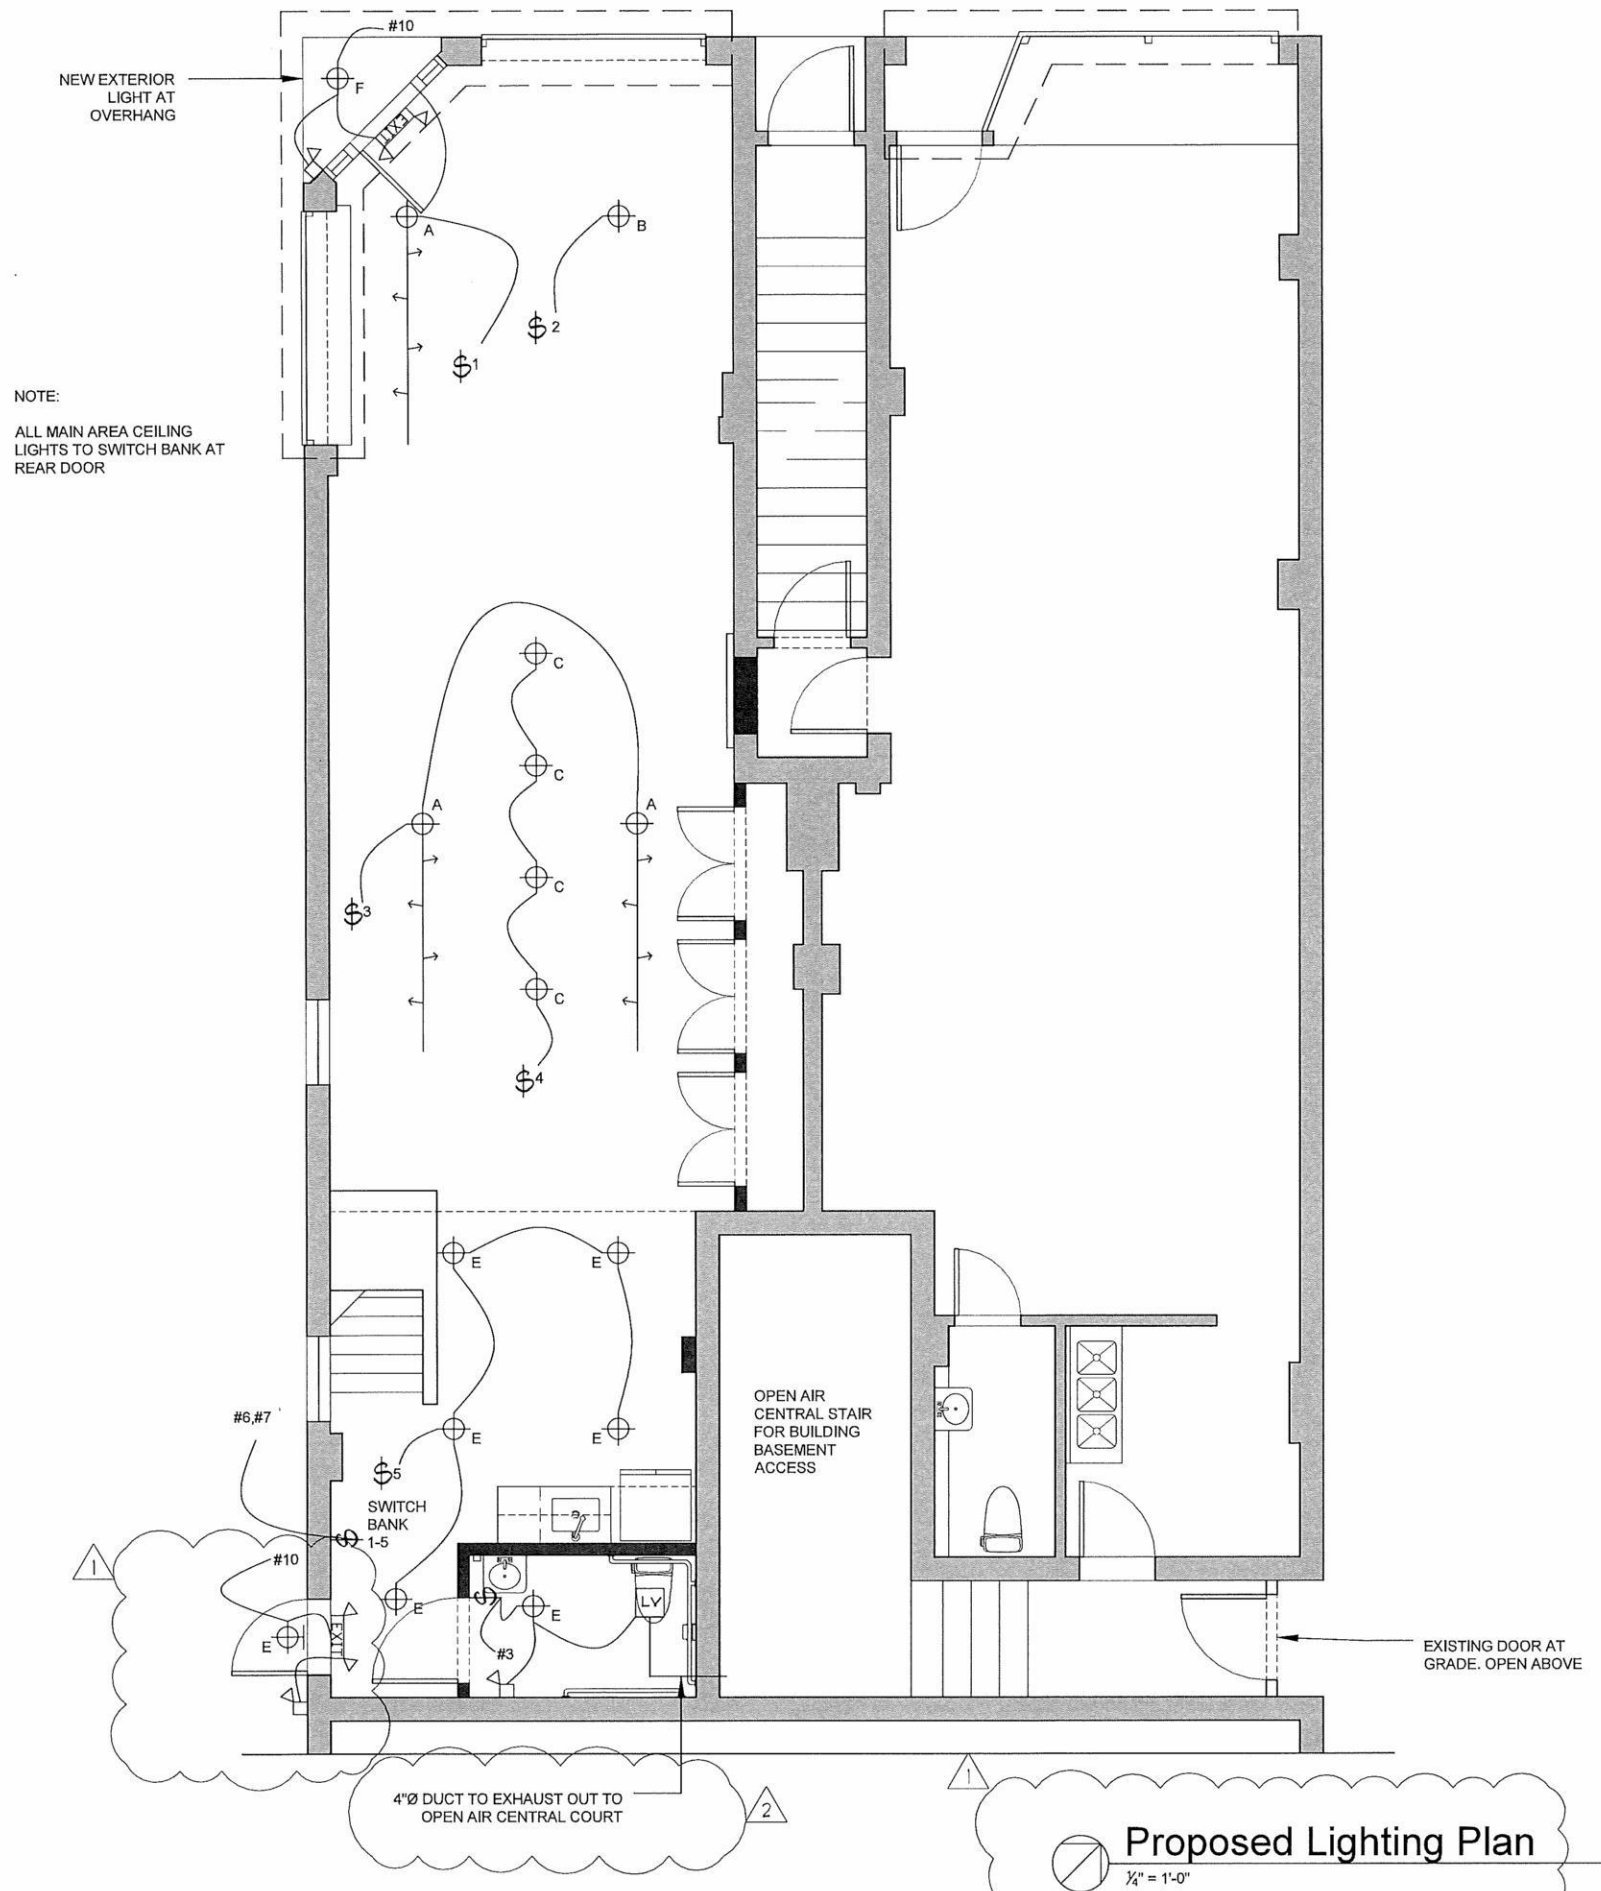 #10
NEW EXTERIOR
LIGHT AT
OVERHANG
F
EXIT
A
B
$2
$1
NOTE:
ALL MAIN AREA CEILING
LIGHTS TO SWITCH BANK AT
REAR DOOR
C
C
A
A
C
$3
C
$4
E
E
OPEN AIR
CENTRAL STAIR
FOR BUILDING
BASEMENT
ACCESS
#6,#7
E
E
$5
SWITCH
BANK
1-5
$
1
#10
E
$
E
LV
E
EXIT
#3
EXISTING DOOR AT
GRADE. OPEN ABOVE
1
4"Ø DUCT TO EXHAUST OUT TO
OPEN AIR CENTRAL COURT
2
Proposed Lighting Plan
1/4" = 1'-0"